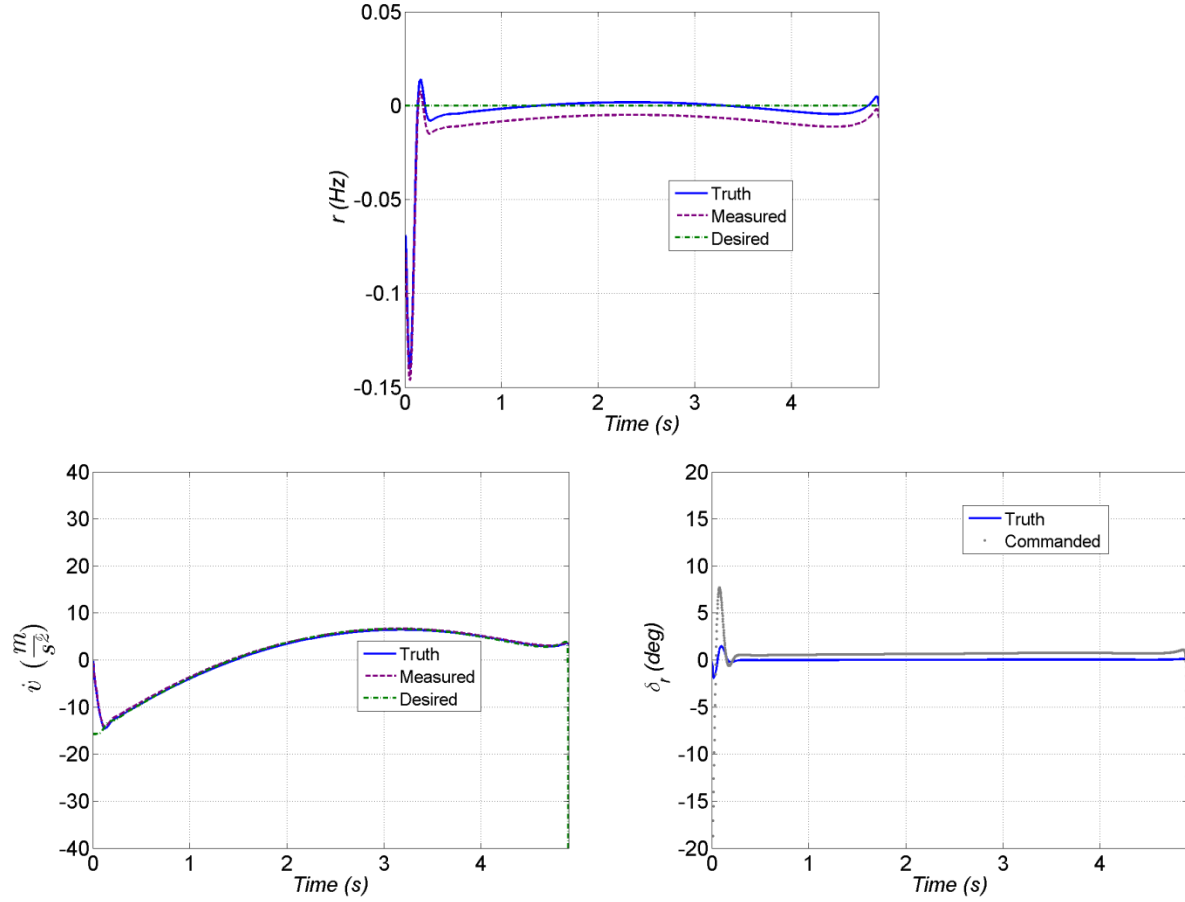 0.05
0
-0.05
-0.1
-0.15
r (Hz)
Truth
Measured
Desired
0 1 2 3 4
Time (s)
40
30
20
10
0
-10
-20
-30
-40
v̇ (m/s²)
Truth
Measured
Desired
0 1 2 3 4
Time (s)
20
15
10
5
0
-5
-10
-15
-20
δr (deg)
Truth
Commanded
0 1 2 3 4
Time (s)